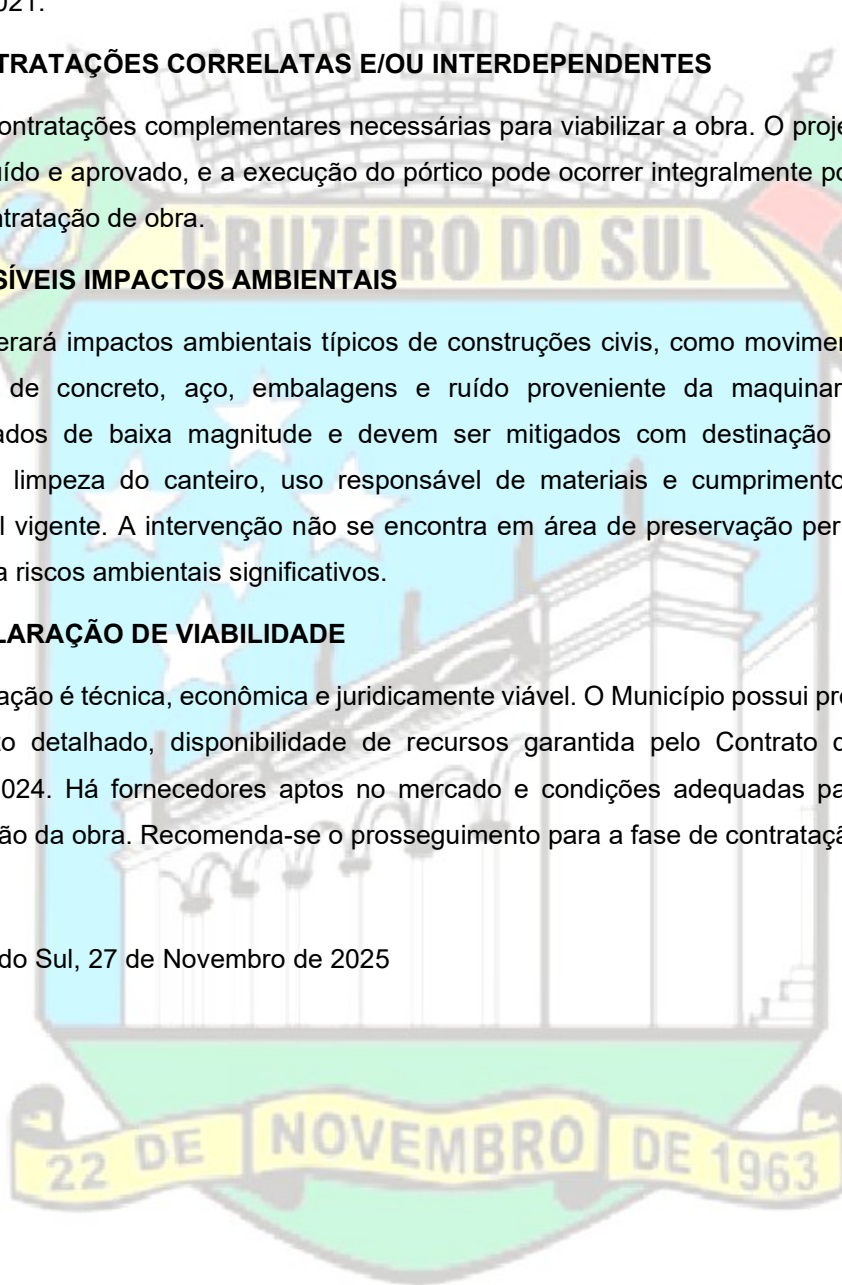 021.
TRATAÇÕES CORRELATAS E/OU INTERDEPENDENTES
ontratações complementares necessárias para viabilizar a obra. O proje
uído e aprovado, e a execução do pórtico pode ocorrer integralmente po
ntratação de obra.
CRUZEIRO DO SUL
SÍVEIS IMPACTOS AMBIENTAIS
erará impactos ambientais típicos de construções civis, como movimen
de concreto, aço, embalagens e ruído proveniente da maquinar
ados de baixa magnitude e devem ser mitigados com destinação
limpeza do canteiro, uso responsável de materiais e cumprimento
l vigente. A intervenção não se encontra em área de preservação per
a riscos ambientais significativos.
LARAÇÃO DE VIABILIDADE
ação é técnica, econômica e juridicamente viável. O Município possui pr
to detalhado, disponibilidade de recursos garantida pelo Contrato d
024. Há fornecedores aptos no mercado e condições adequadas pa
ão da obra. Recomenda-se o prosseguimento para a fase de contrataçã
do Sul, 27 de Novembro de 2025
22 DE NOVEMBRO DE 1963